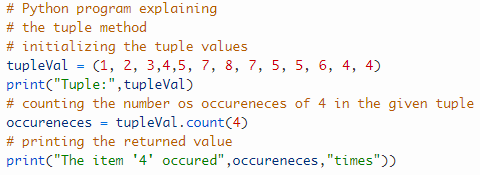 # Python program explaining
# the tuple method
# initializing the tuple values
tupleVal = (1, 2, 3,4,5, 7, 8, 7, 5, 5, 6, 4, 4)
print("Tuple:",tupleVal)
# counting the number os occureneces of 4 in the given tuple
occureneces = tupleVal.count(4)
# printing the returned value
print("The item '4' occured",occureneces,"times"))